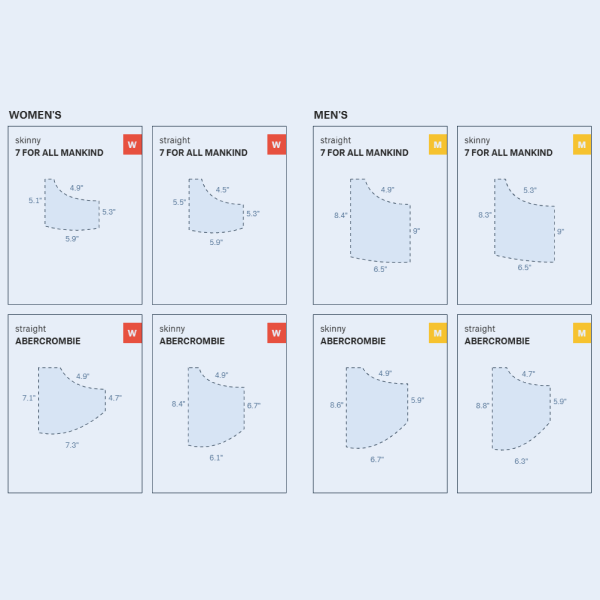 WOMEN'S
skinny
7 FOR ALL MANKIND
W
4.9"
5.1"
5.3"
5.9"
straight
7 FOR ALL MANKIND
W
4.5"
5.5"
5.3"
5.9"
straight
ABERCROMBIE
W
4.9"
7.1"
4.7"
7.3"
skinny
ABERCROMBIE
W
4.9"
8.4"
6.7"
6.1"
MEN'S
straight
7 FOR ALL MANKIND
M
4.9"
8.4"
9"
6.5"
skinny
7 FOR ALL MANKIND
M
5.3"
8.3"
9"
6.5"
skinny
ABERCROMBIE
M
4.9"
8.6"
5.9"
6.7"
straight
ABERCROMBIE
M
4.7"
8.8"
5.9"
6.3"